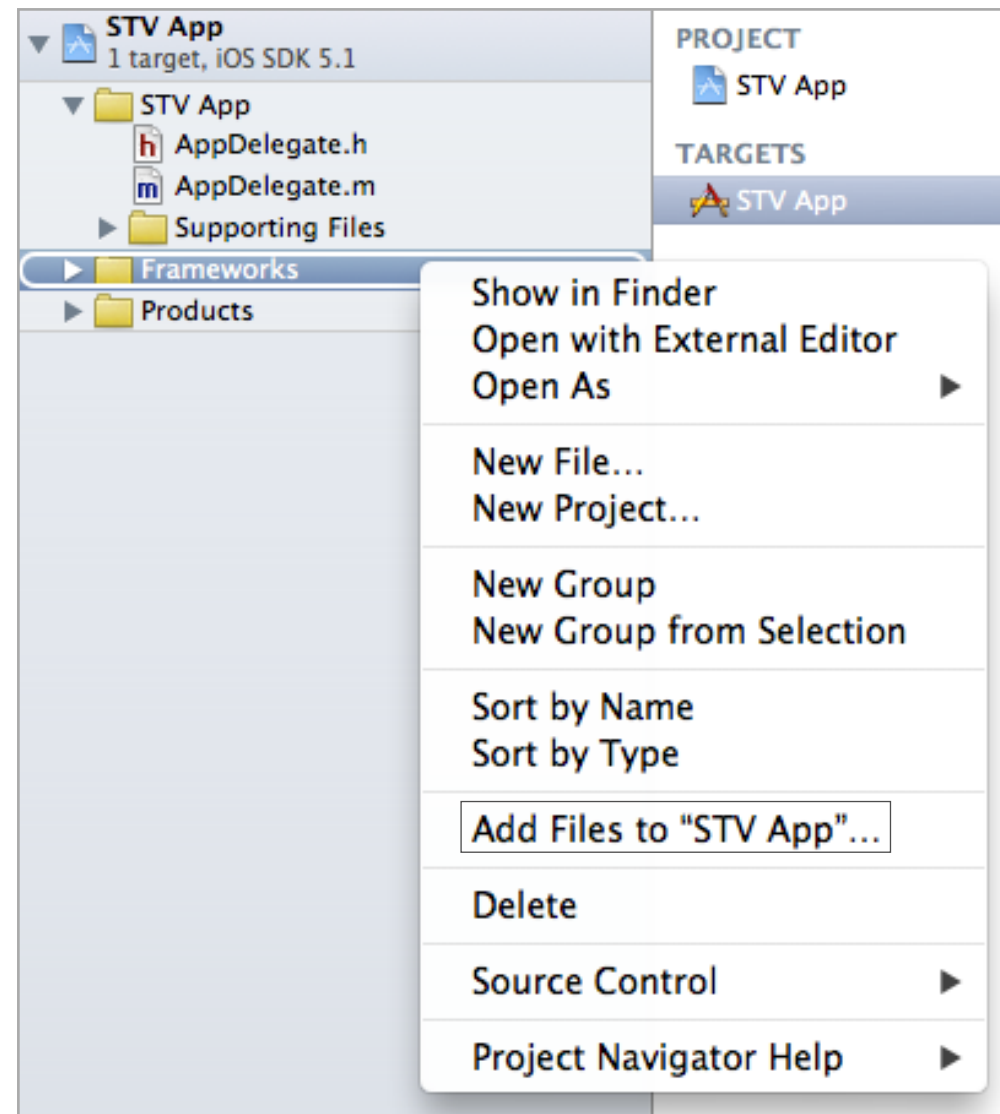 STV App
1 target, iOS SDK 5.1
STV App
h AppDelegate.h
m AppDelegate.m
Supporting Files
Frameworks
Products
PROJECT
STV App
TARGETS
STV App
Show in Finder
Open with External Editor
Open As
New File…
New Project…
New Group
New Group from Selection
Sort by Name
Sort by Type
Add Files to “STV App”…
Delete
Source Control
Project Navigator Help